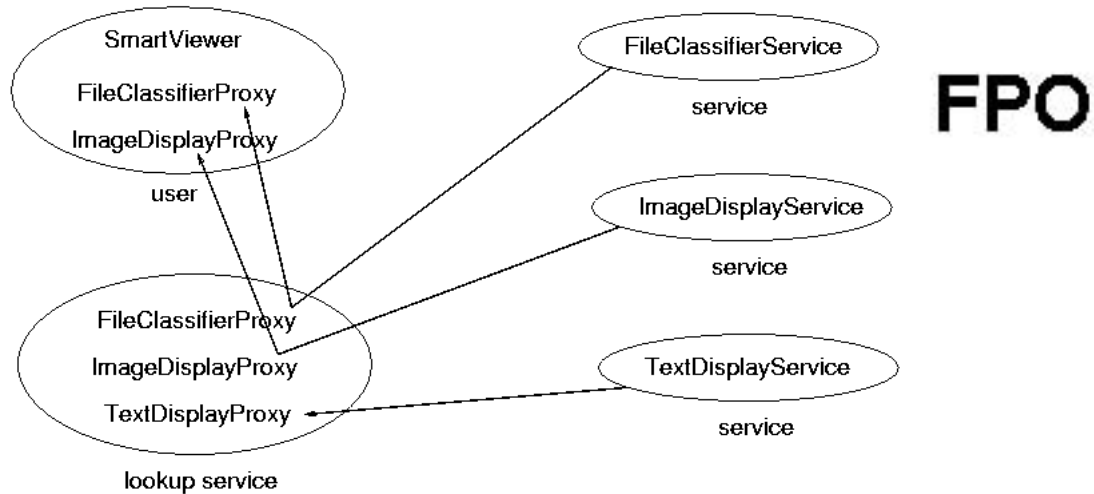 SmartViewer
FileClassifierProxy
ImageDisplayProxy
user
FileClassifierService
service
FPO
ImageDisplayService
service
FileClassifierProxy
ImageDisplayProxy
TextDisplayProxy
lookup service
TextDisplayService
service